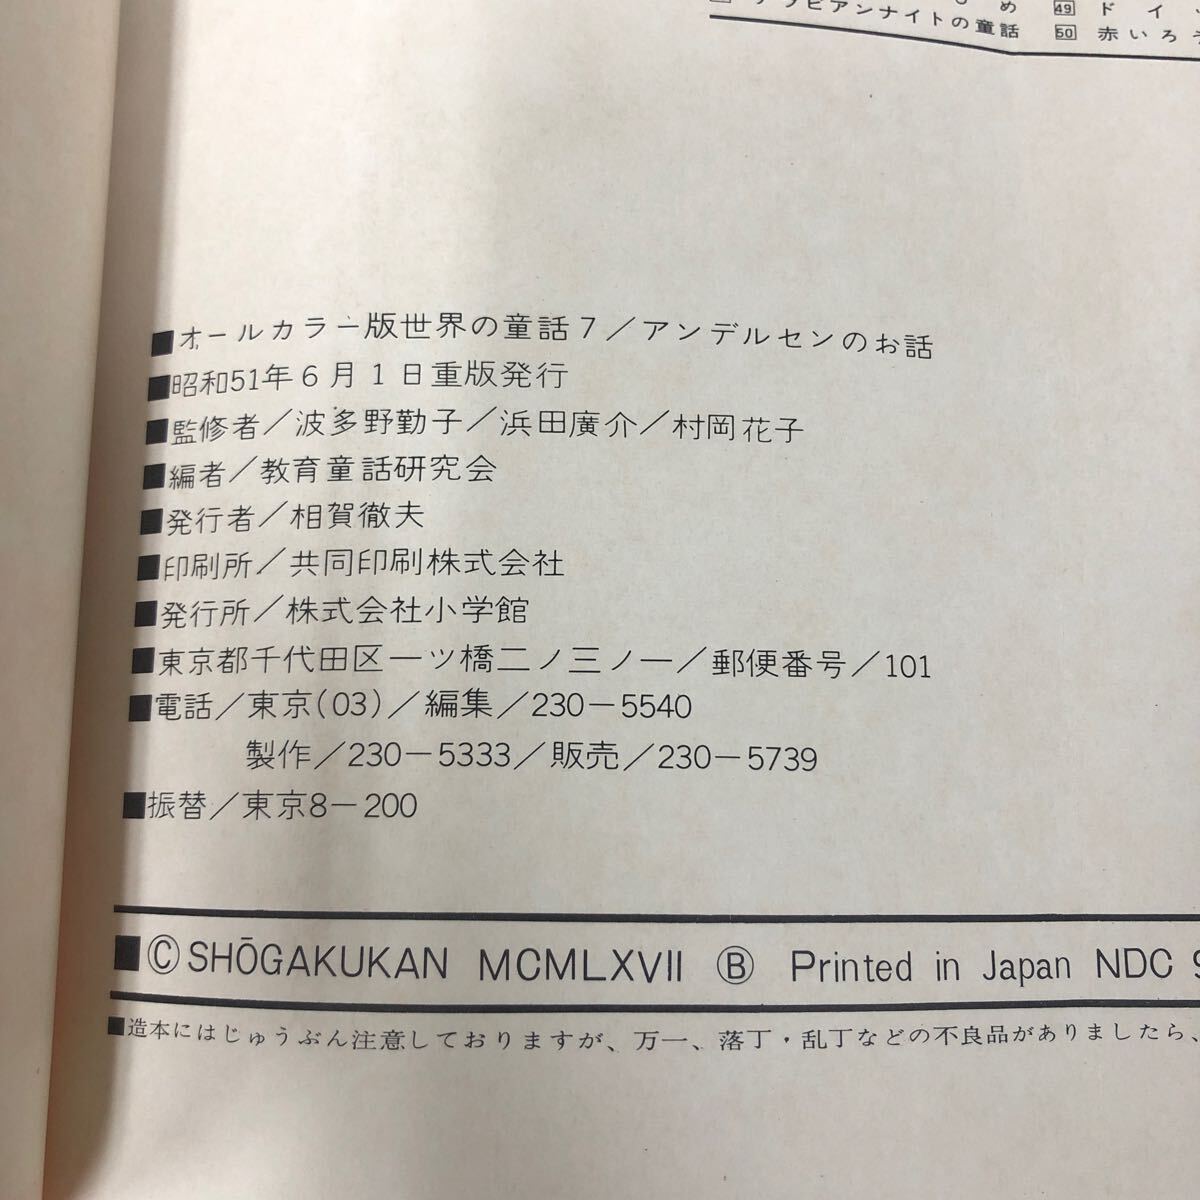 め 49 ドイ
アラビアンナイトの童話 50 赤いろ
■オールカラー版世界の童話7／アンデルセンのお話
■昭和51年6月1日重版発行
■監修者／波多野勤子／浜田廣介／村岡花子
■編者／教育童話研究会
■発行者／相賀徹夫
■印刷所／共同印刷株式会社
■発行所／株式会社小学館
■東京都千代田区一ツ橋二ノ三ノ一／郵便番号／101
■電話／東京(03)／編集／230－5540
製作／230－5333／販売／230－5739
■振替／東京8－200
■Ⓒ SHŌGAKUKAN MCMLXVII Ⓑ Printed in Japan NDC 9
■造本にはじゅうぶん注意しておりますが、万一、落丁・乱丁などの不良品がありましたら、